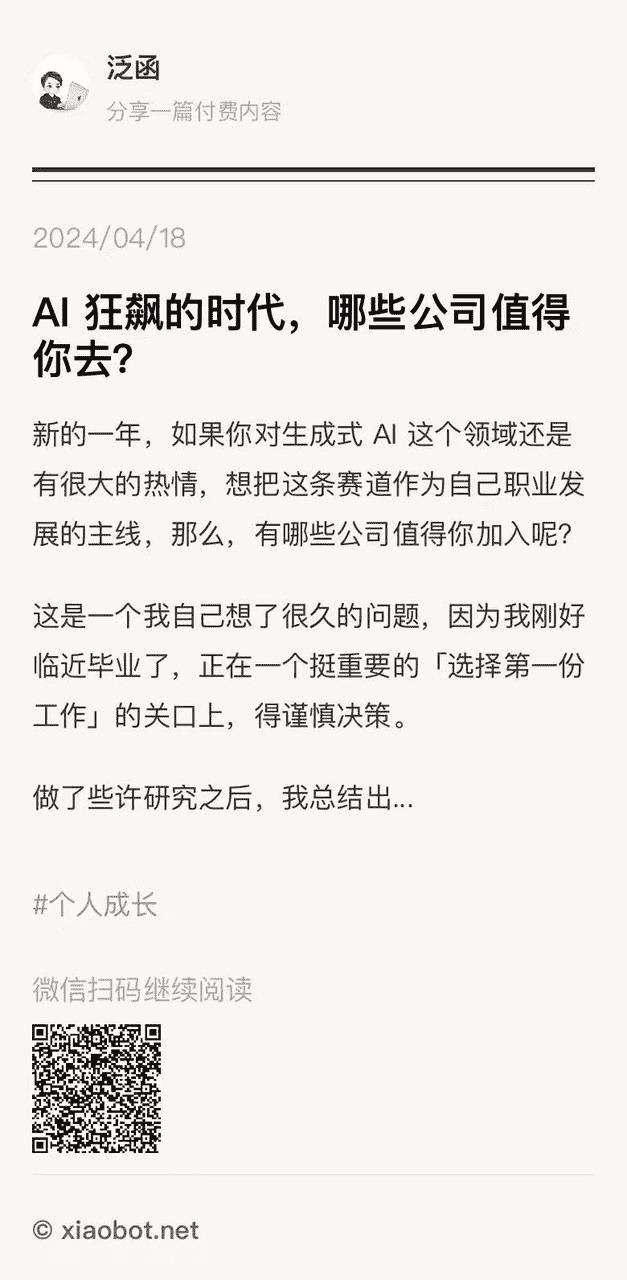 泛函
分享一篇付费内容
2024/04/18
AI 狂飙的时代，哪些公司值得
你去？
新的一年，如果你对生成式 AI 这个领域还是
有很大的热情，想把这条赛道作为自己职业发
展的主线，那么，有哪些公司值得你加入呢？
这是一个我自己想了很久的问题，因为我刚好
临近毕业了，正在一个挺重要的「选择第一份
工作」的关口上，得谨慎决策。
做了些许研究之后，我总结出...
#个人成长
微信扫码继续阅读
© xiaobot.net